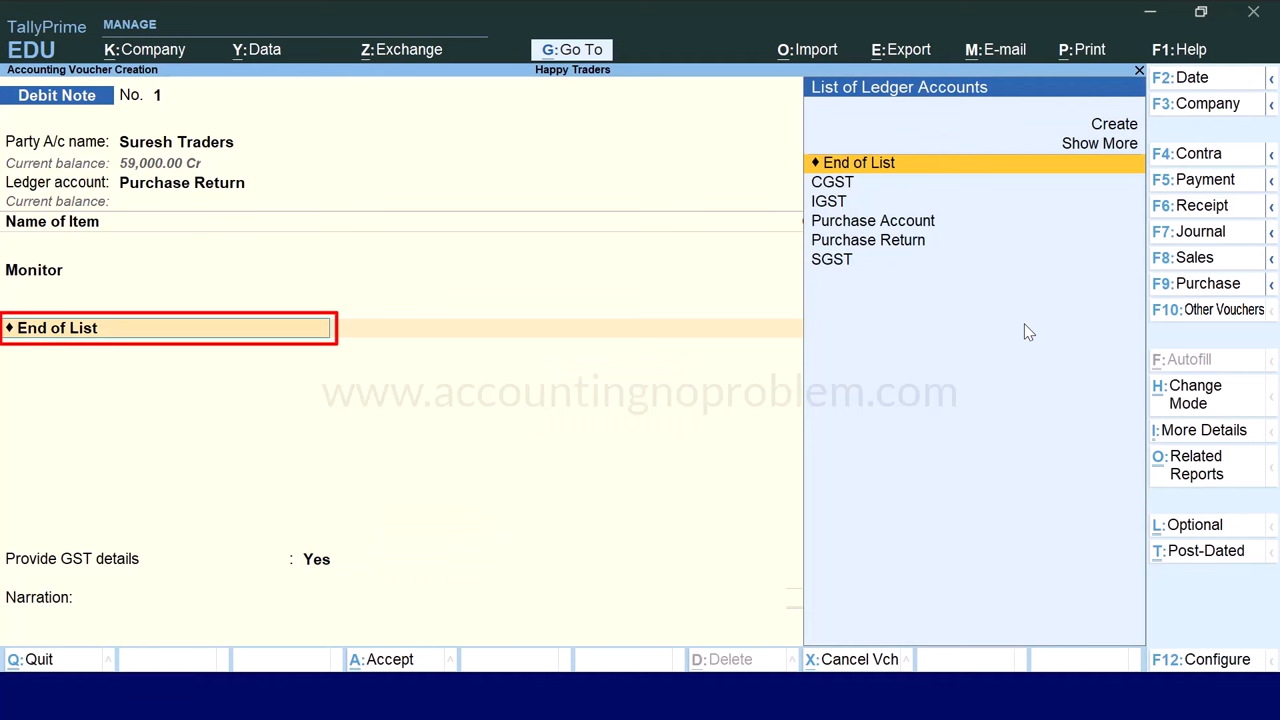 TallyPrime
EDU
MANAGE
K:Company
Y:Data
Z:Exchange
G:Go To
O:Import
E:Export
M:E-mail
P:Print
F1:Help
Accounting Voucher Creation
Happy Traders
Debit Note No. 1
Party A/c name: Suresh Traders
Current balance: 59,000.00 Cr
Ledger account: Purchase Return
Current balance:
Name of Item
Monitor
♦ End of List
Provide GST details : Yes
Narration:
www.accountingnoproblem.com
List of Ledger Accounts
Create
Show More
♦ End of List
CGST
IGST
Purchase Account
Purchase Return
SGST
F2:Date
F3:Company
F4:Contra
F5:Payment
F6:Receipt
F7:Journal
F8:Sales
F9:Purchase
F10:Other Vouchers
F:Autofill
H:Change
Mode
I:More Details
O:Related
Reports
L:Optional
T:Post-Dated
Q:Quit
A:Accept
D:Delete
X:Cancel Vch
F12:Configure